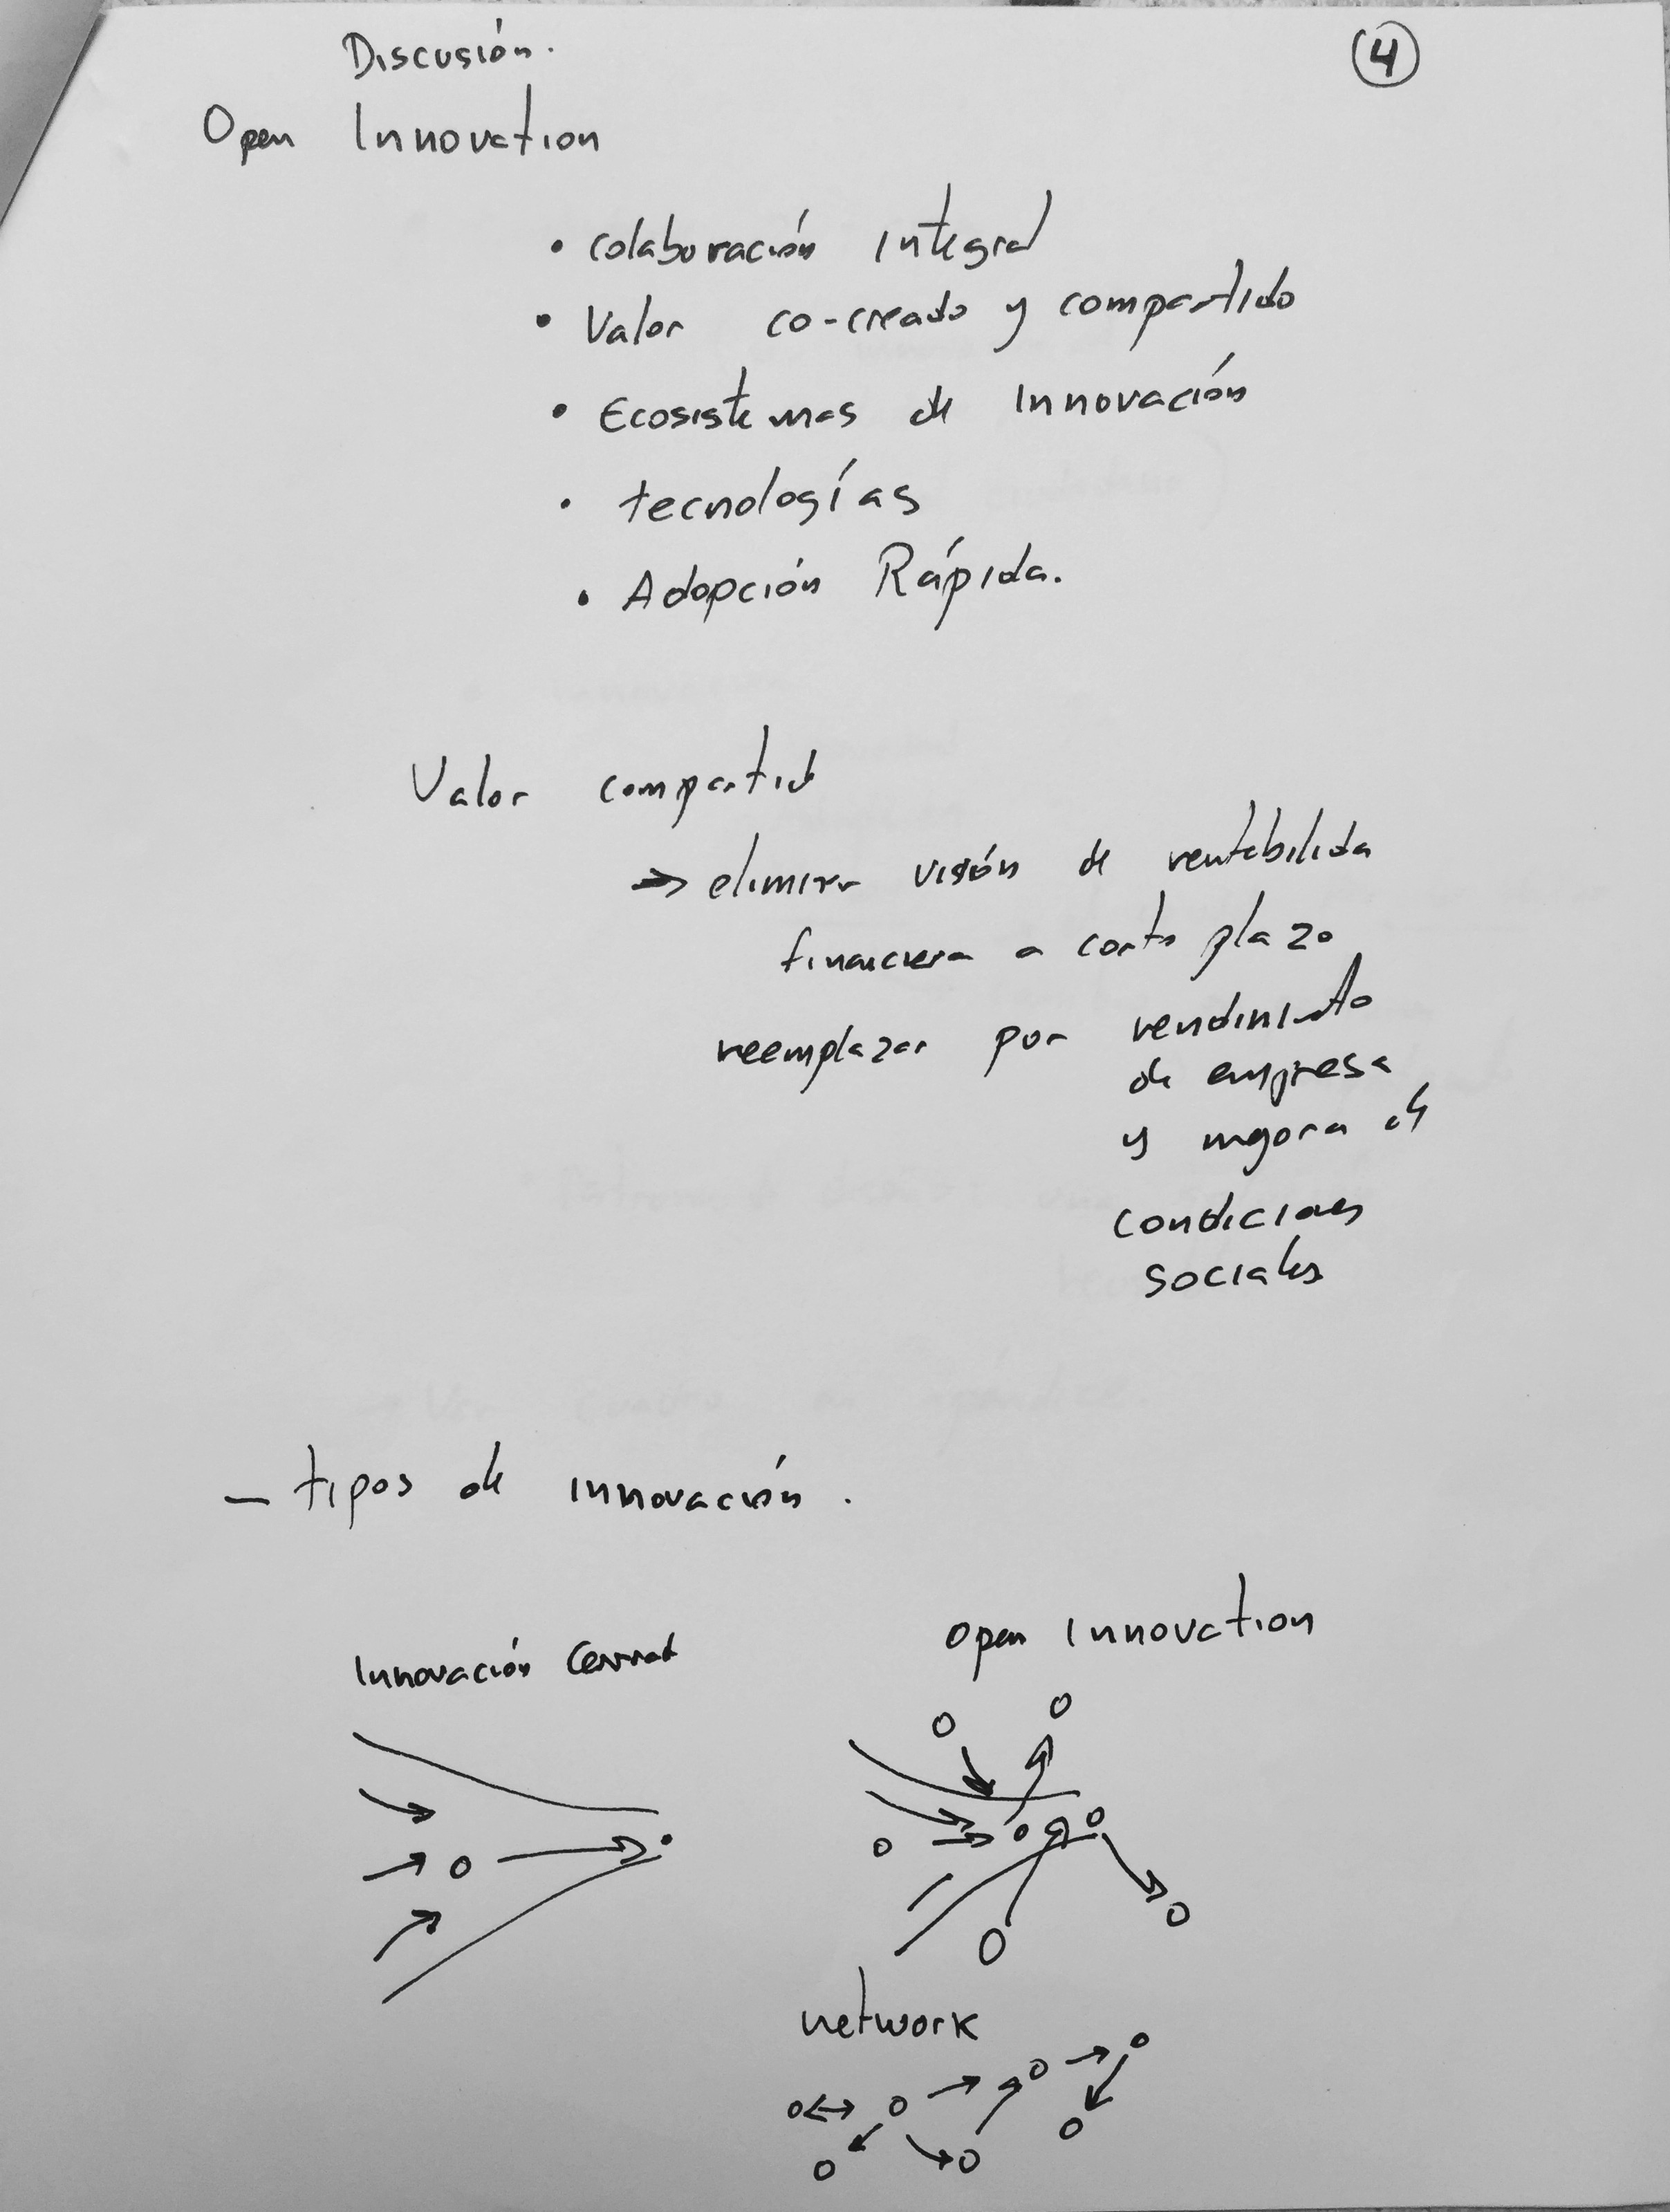 Discusión.
④
Open Innovation
• Colaboración Integral
• Valor co-creado y compartido
• Ecosistemas de Innovación
• tecnologías
• Adopción Rápida.
Valor compartido
→ eliminar visión de rentabilida
financiera a corto plazo
reemplazar por rendimiento
de empresa
y mejora de
condiciones
sociales
- tipos de innovación.
Innovación Cerrad
Open Innovation
network